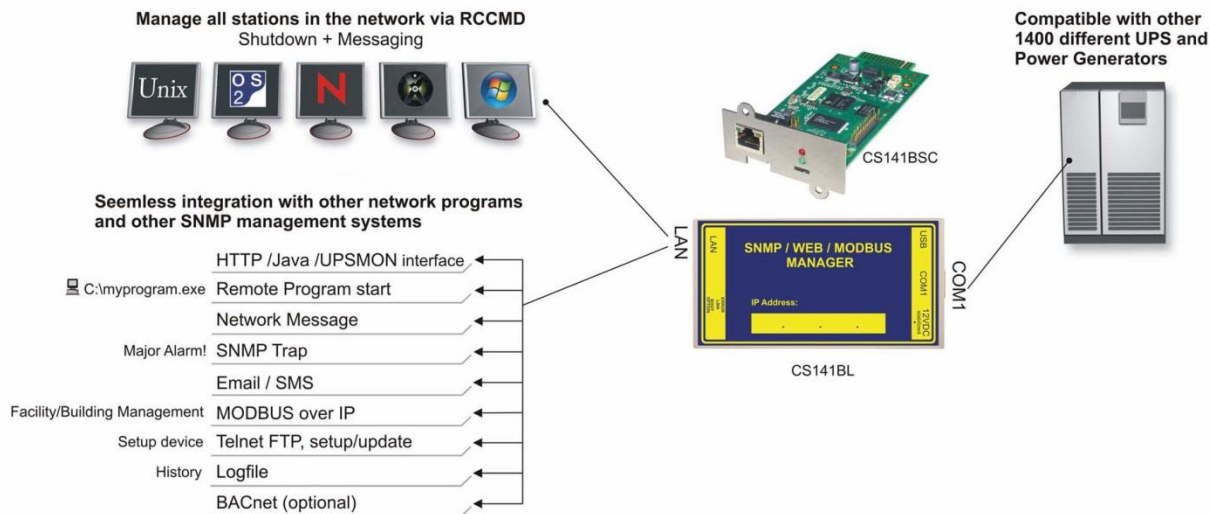 Manage all stations in the network via RCCMD
Shutdown + Messaging
Unix
OS
2
N
Compatible with other
1400 different UPS and
Power Generators
CS141BSC
Seemless integration with other network programs
and other SNMP management systems
HTTP /Java /UPSMON interface
C:\myprogram.exe Remote Program start
Network Message
Major Alarm! SNMP Trap
Email / SMS
Facility/Building Management MODBUS over IP
Setup device Telnet FTP, setup/update
History Logfile
BACnet (optional)
LAN
LAN
SNMP / WEB / MODBUS
MANAGER
IP Address:
. . .
USB
COM1
12VDC
COM1
CS141BL